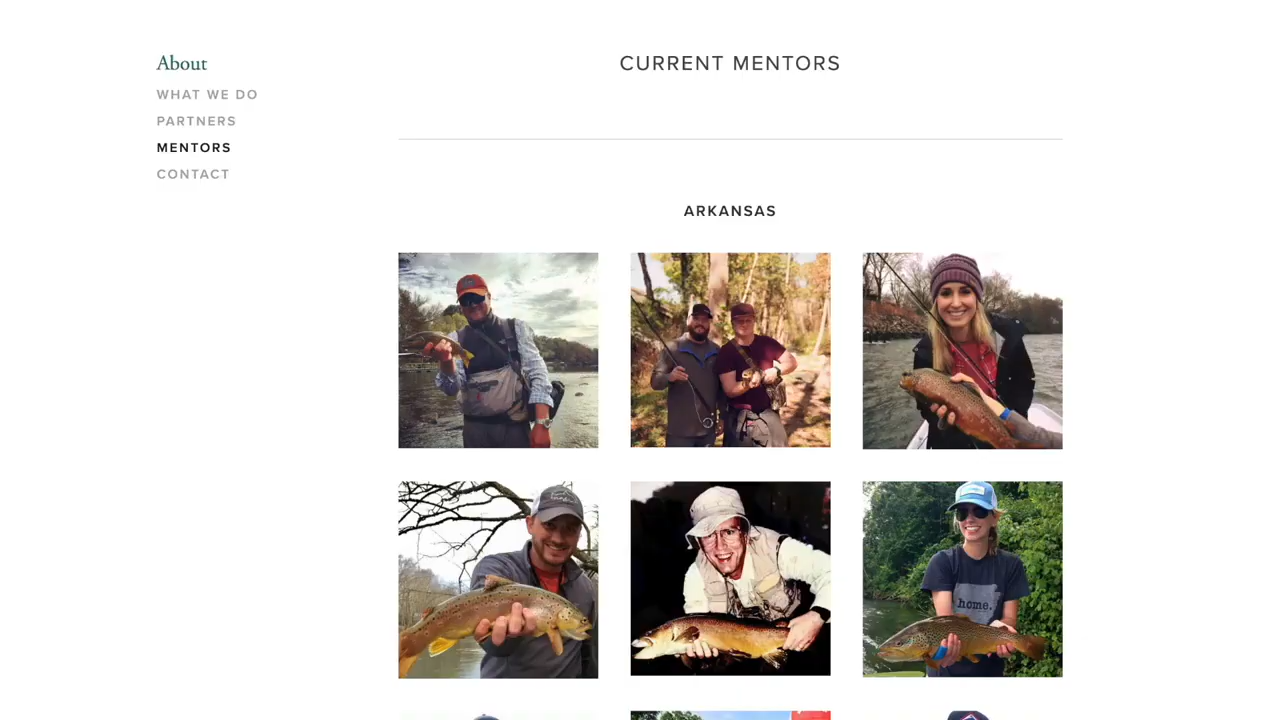 About
WHAT WE DO
PARTNERS
MENTORS
CONTACT
CURRENT MENTORS
ARKANSAS
home.